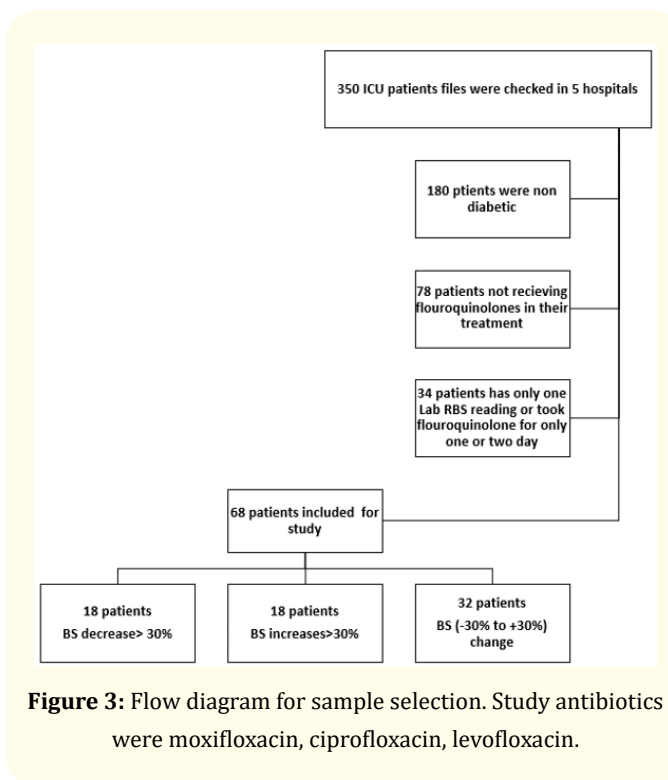 350 ICU patients files were checked in 5 hospitals
180 ptients were non
diabetic
78 patients not recieving
flouroquinolones in their
treatment
34 patients has only one
Lab RBS reading or took
flouroquinolone for only
one or two day
68 patients included for
study
18 patients
BS decrease> 30%
18 patients
BS increases>30%
32 patients
BS (-30% to +30%)
change
Figure 3: Flow diagram for sample selection. Study antibiotics
were moxifloxacin, ciprofloxacin, levofloxacin.